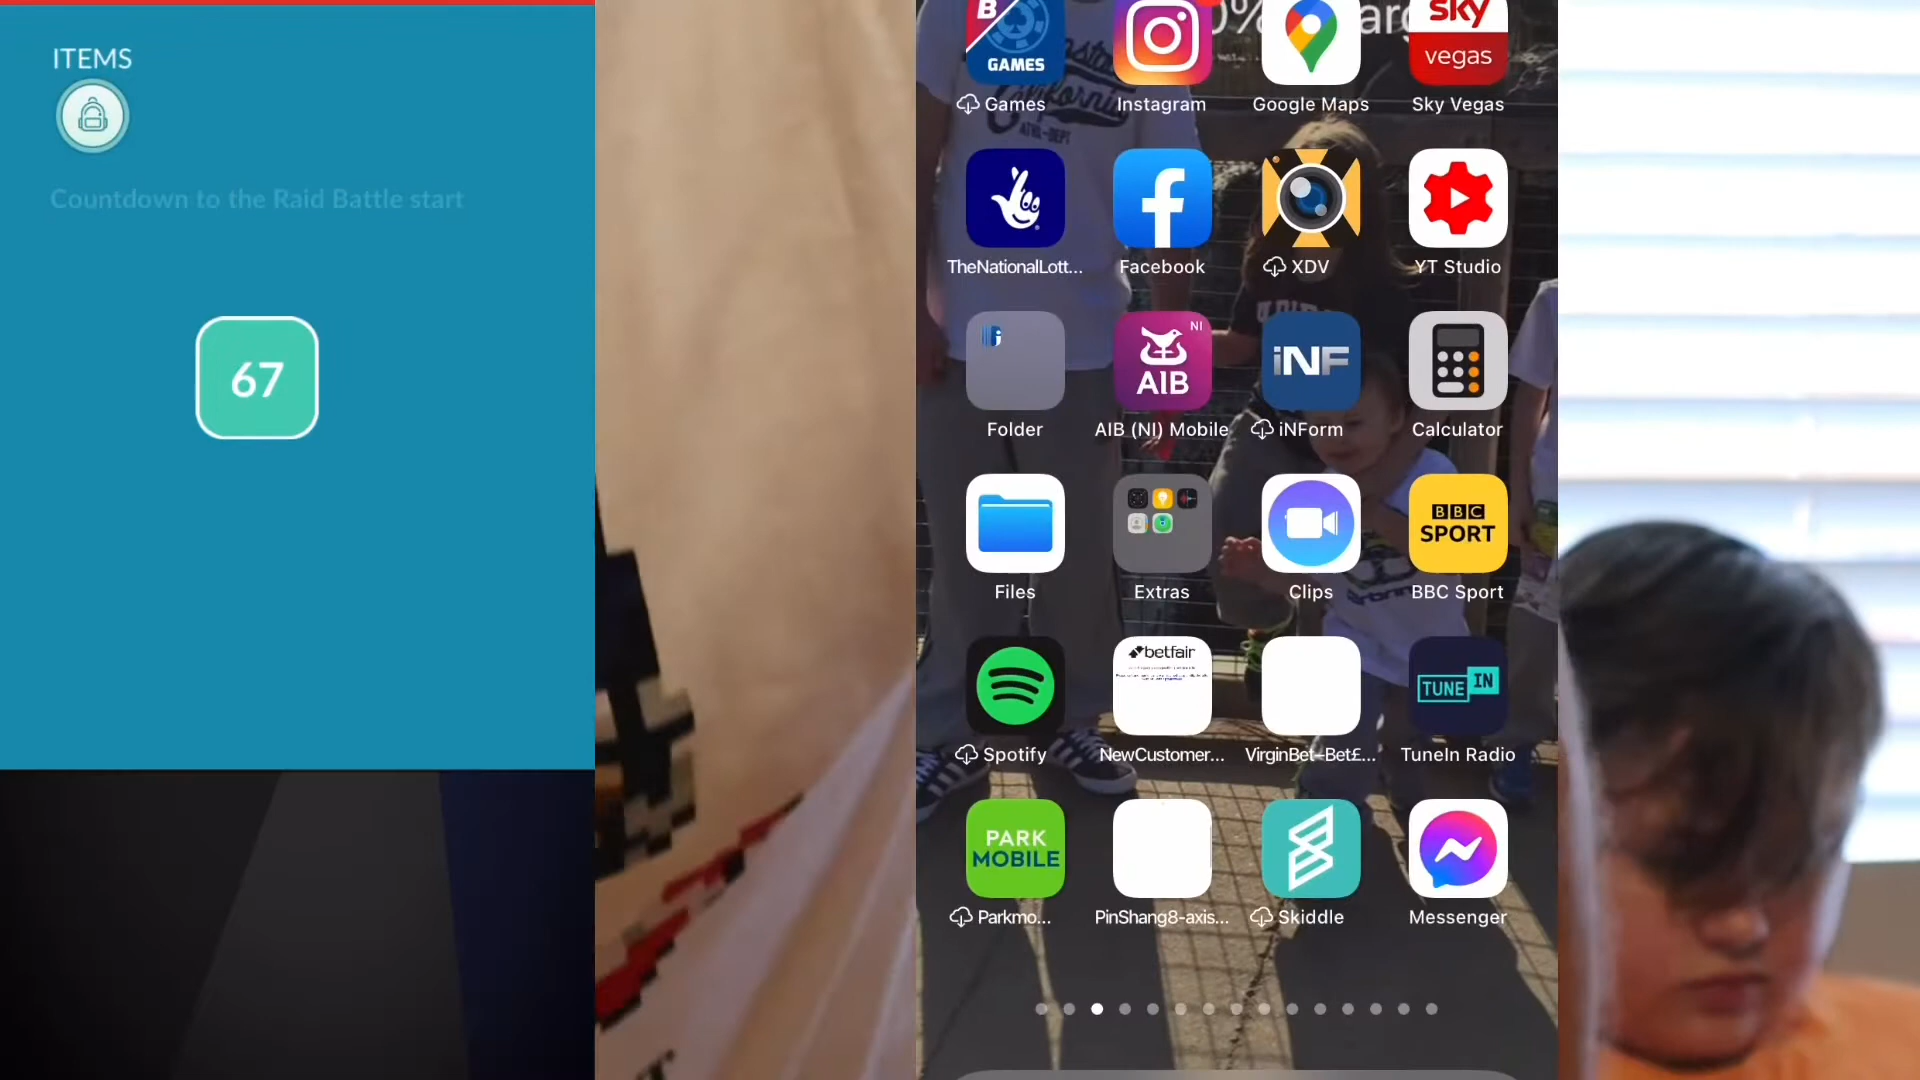 ITEMS
Countdown to the Raid Battle start
67
B
GAMES
sky
vegas
Games
Instagram
Google Maps
Sky Vegas
TheNationalLott...
Facebook
XDV
YT Studio
NI
AIB
iNF
Folder
AIB (NI) Mobile
iNForm
Calculator
BBC
SPORT
Files
Extras
Clips
BBC Sport
betfair
TUNE IN
Spotify
NewCustomer...
VirginBet–Bet£...
TuneIn Radio
PARK
MOBILE
Parkmo...
PinShang8-axis...
Skiddle
Messenger